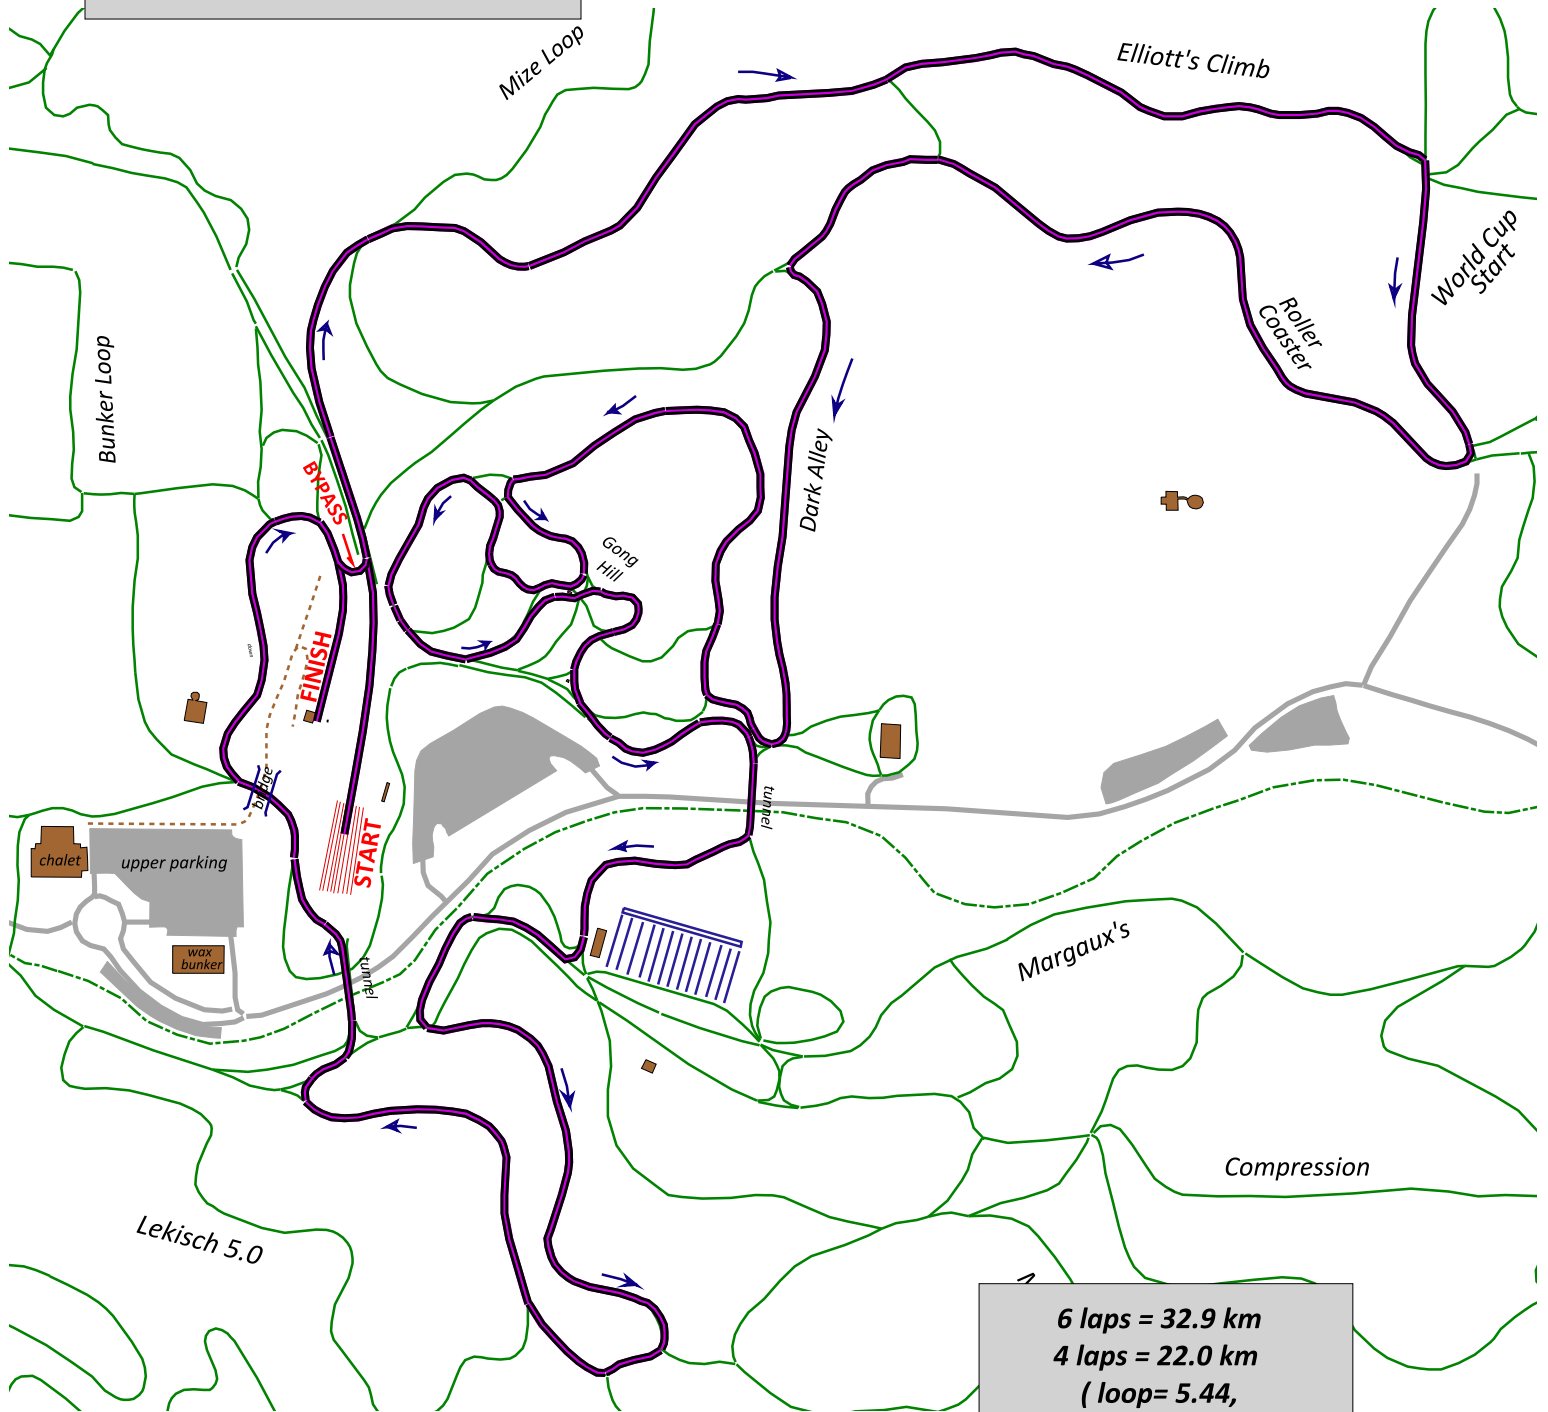 Mize Loop
Elliott's Climb
World Cup
Start
Roller
Coaster
Bunker Loop
BYPASS
Dark Alley
Gong
Hill
FINISH
bridge
tunnel
START
chalet
upper parking
wax
bunker
tunnel
Margaux's
Compression
Lekisch 5.0
6 laps = 32.9 km
4 laps = 22.0 km
( loop= 5.44,